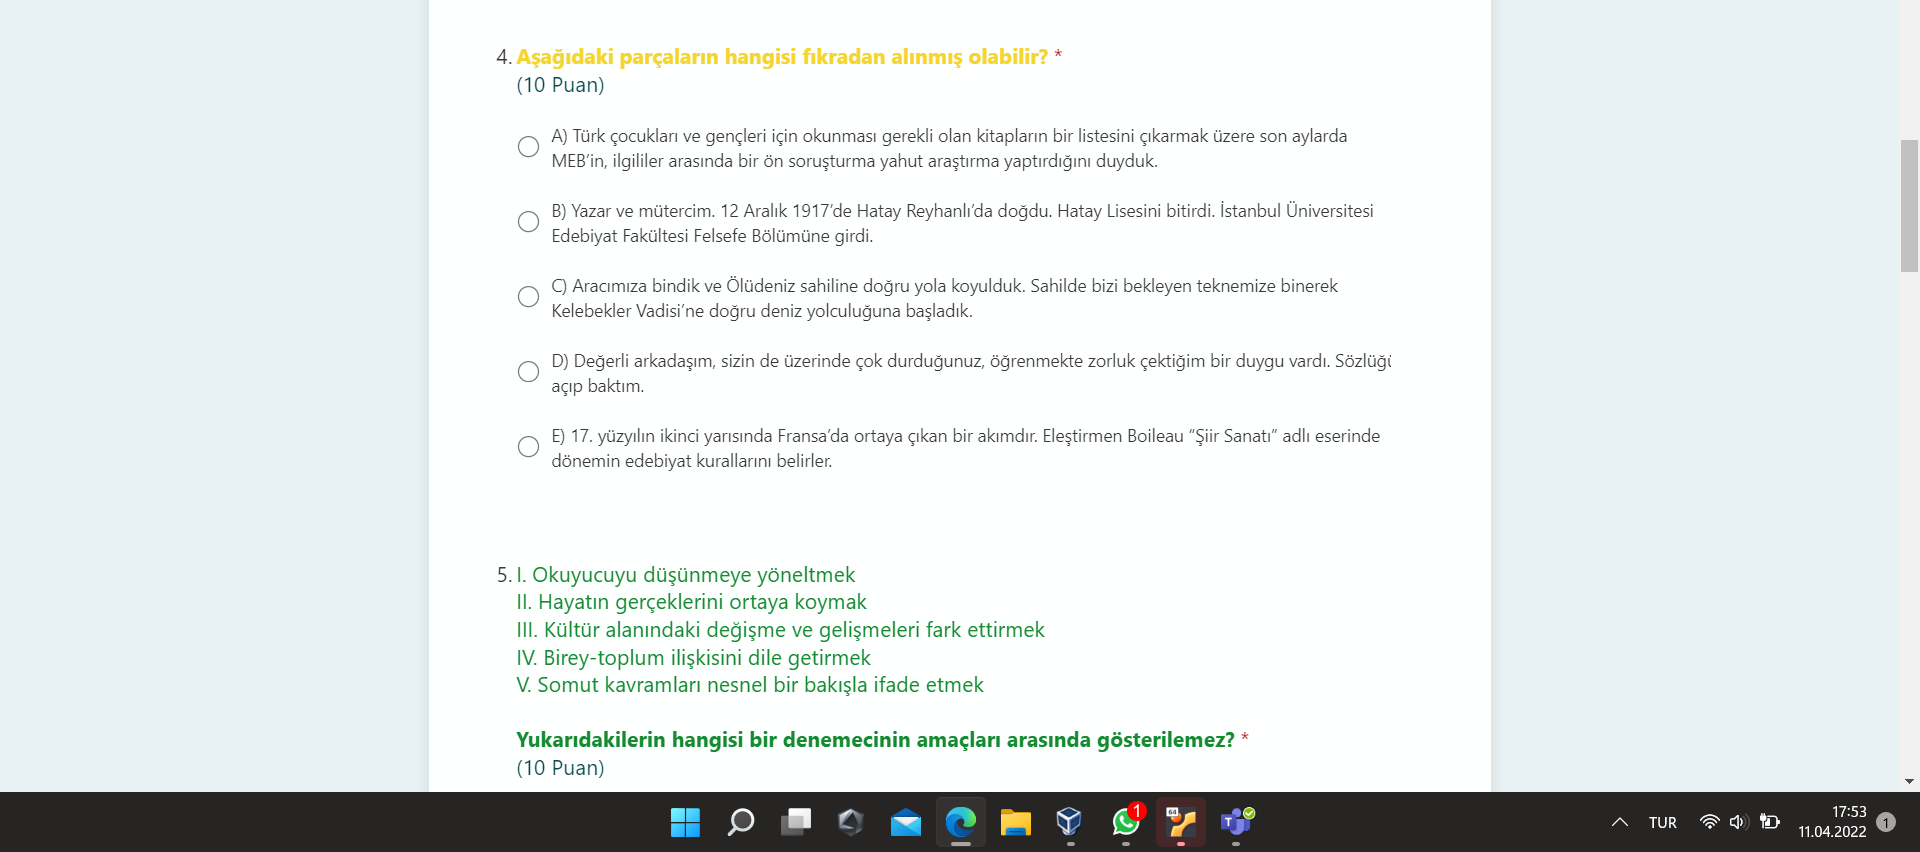 4. Aşağıdaki parçaların hangisi fıkradan alınmış olabilir? *
(10 Puan)
A) Türk çocukları ve gençleri için okunması gerekli olan kitapların bir listesini çıkarmak üzere son aylarda
MEB’in, ilgililer arasında bir ön soruşturma yahut araştırma yaptırdığını duyduk.
B) Yazar ve mütercim. 12 Aralık 1917’de Hatay Reyhanlı’da doğdu. Hatay Lisesini bitirdi. İstanbul Üniversitesi
Edebiyat Fakültesi Felsefe Bölümüne girdi.
C) Aracımıza bindik ve Ölüdeniz sahiline doğru yola koyulduk. Sahilde bizi bekleyen teknemize binerek
Kelebekler Vadisi’ne doğru deniz yolculuğuna başladık.
D) Değerli arkadaşım, sizin de üzerinde çok durduğunuz, öğrenmekte zorluk çektiğim bir duygu vardı. Sözlüğü
açıp baktım.
E) 17. yüzyılın ikinci yarısında Fransa’da ortaya çıkan bir akımdır. Eleştirmen Boileau “Şiir Sanatı” adlı eserinde
dönemin edebiyat kurallarını belirler.
5. I. Okuyucuyu düşünmeye yöneltmek
II. Hayatın gerçeklerini ortaya koymak
III. Kültür alanındaki değişme ve gelişmeleri fark ettirmek
IV. Birey-toplum ilişkisini dile getirmek
V. Somut kavramları nesnel bir bakışla ifade etmek
Yukarıdakilerin hangisi bir denemecinin amaçları arasında gösterilemez? *
(10 Puan)
1
64
T
TUR
17:53
11.04.2022
1